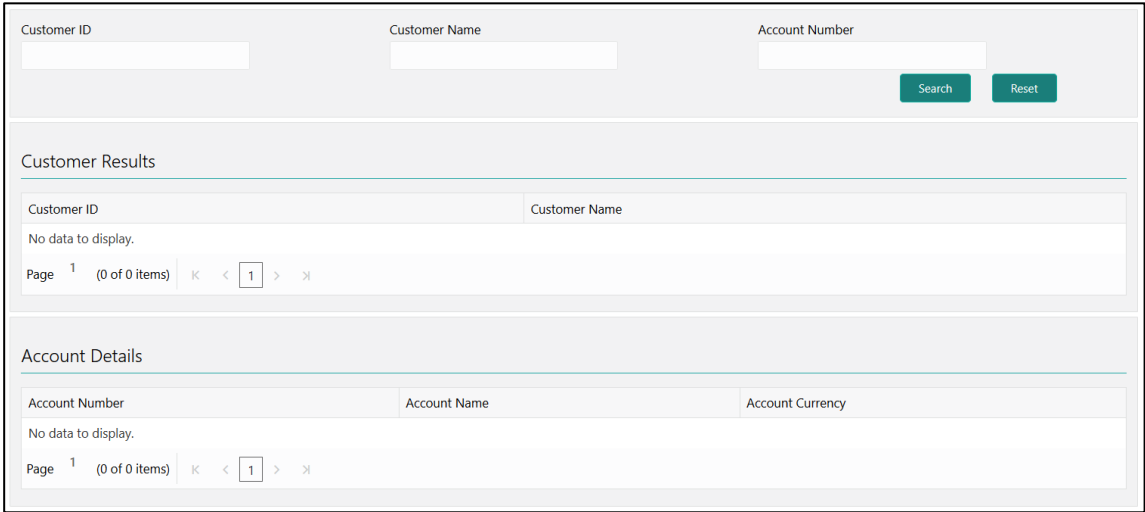 Customer ID Customer Name Account Number
Search Reset
Customer Results
Customer ID Customer Name
No data to display.
Page 1 (0 of 0 items) 1
Account Details
Account Number Account Name Account Currency
No data to display.
Page 1 (0 of 0 items) 1